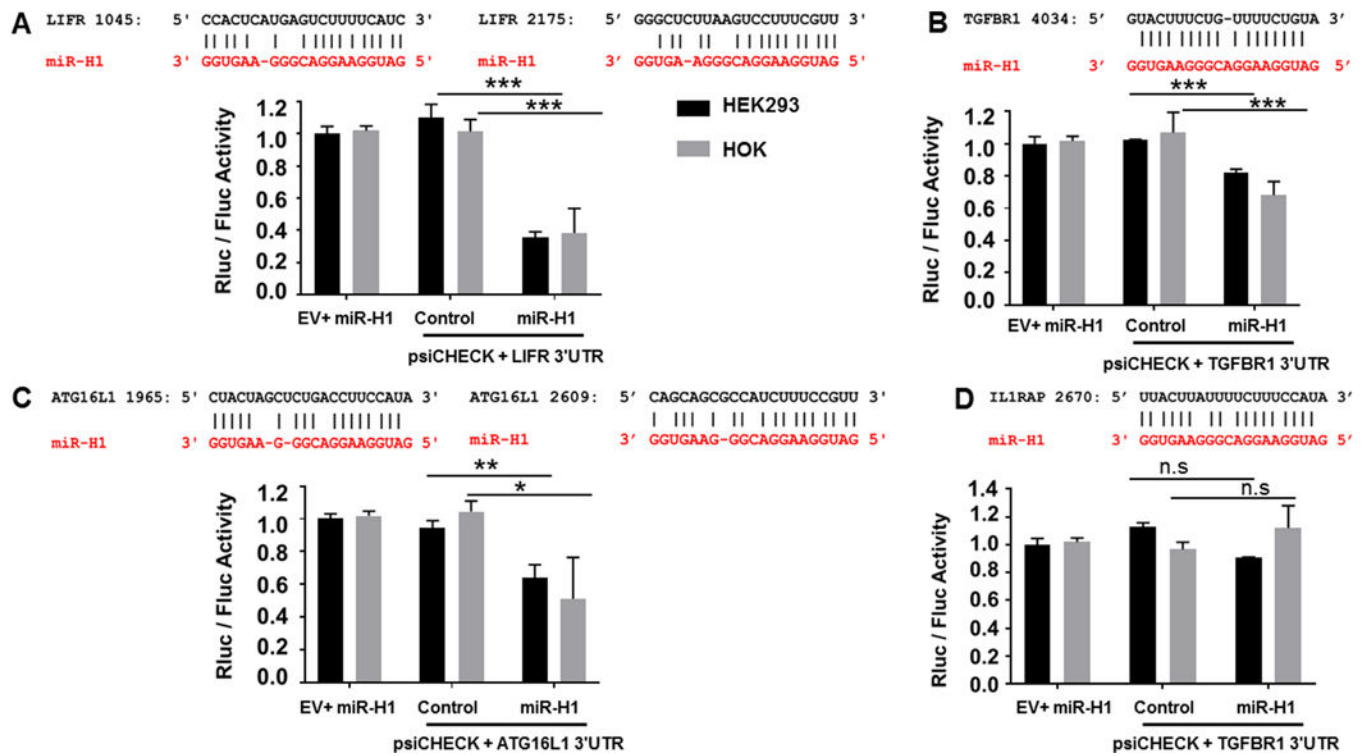 A
LIFR 1045: 5' CCACUCAUGAGUCUUUUCAUC 3'
miR-H1 3' GGUGAA-GGGCAGGAAGGUAG 5'
LIFR 2175: 5' GGGCUCUUAAGUCCUUUCGUU 3'
miR-H1 3' GGUGA-AGGGCAGGAAGGUAG 5'
***
***
Rluc / Fluc Activity
1.2
1.0
0.8
0.6
0.4
0.2
0.0
EV+ miR-H1 Control miR-H1
psiCHECK + LIFR 3'UTR
HEK293
HOK
B
TGFBR1 4034: 5' GUACUUUCUG-UUUUCUGUA 3'
miR-H1 3' GGUGAAGGGCAGGAAGGUAG 5'
***
***
Rluc / Fluc Activity
1.2
1.0
0.8
0.6
0.4
0.2
0.0
EV+ miR-H1 Control miR-H1
psiCHECK + TGFBR1 3'UTR
C
ATG16L1 1965: 5' CUACUAGCUCUGACCUUCCAUA 3'
miR-H1 3' GGUGAA-G-GGCAGGAAGGUAG 5'
ATG16L1 2609: 5' CAGCAGCGCCAUCUUUCCGUU 3'
miR-H1 3' GGUGAAG-GGCAGGAAGGUAG 5'
**
*
Rluc / Fluc Activity
1.2
1.0
0.8
0.6
0.4
0.2
0.0
EV+ miR-H1 Control miR-H1
psiCHECK + ATG16L1 3'UTR
D
IL1RAP 2670: 5' UUACUUAUUUUCUUUCCAUA 3'
miR-H1 3' GGUGAAGGGCAGGAAGGUAG 5'
n.s
n.s
Rluc / Fluc Activity
1.4
1.2
1.0
0.8
0.6
0.4
0.2
0.0
EV+ miR-H1 Control miR-H1
psiCHECK + TGFBR1 3'UTR